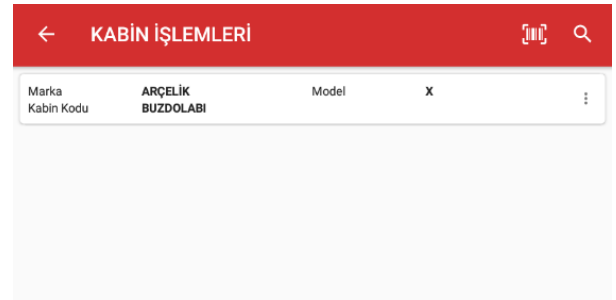 KABİN İŞLEMLERİ
Marka ARÇELİK Model X
Kabin Kodu BUZDOLABI